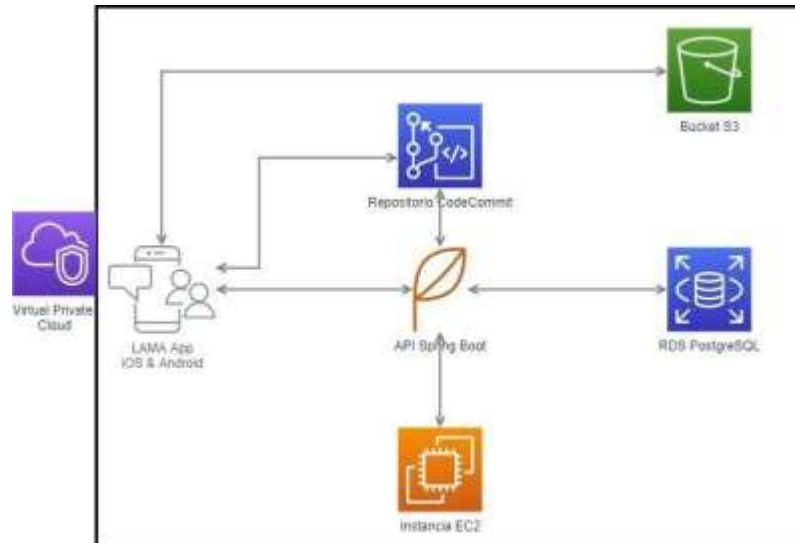 Bucket S3
Repositorio CodeCommit
Virtual Private
Cloud
LAMA App
iOS & Android
API Spring Boot
RDS PostgreSQL
Instancia EC2